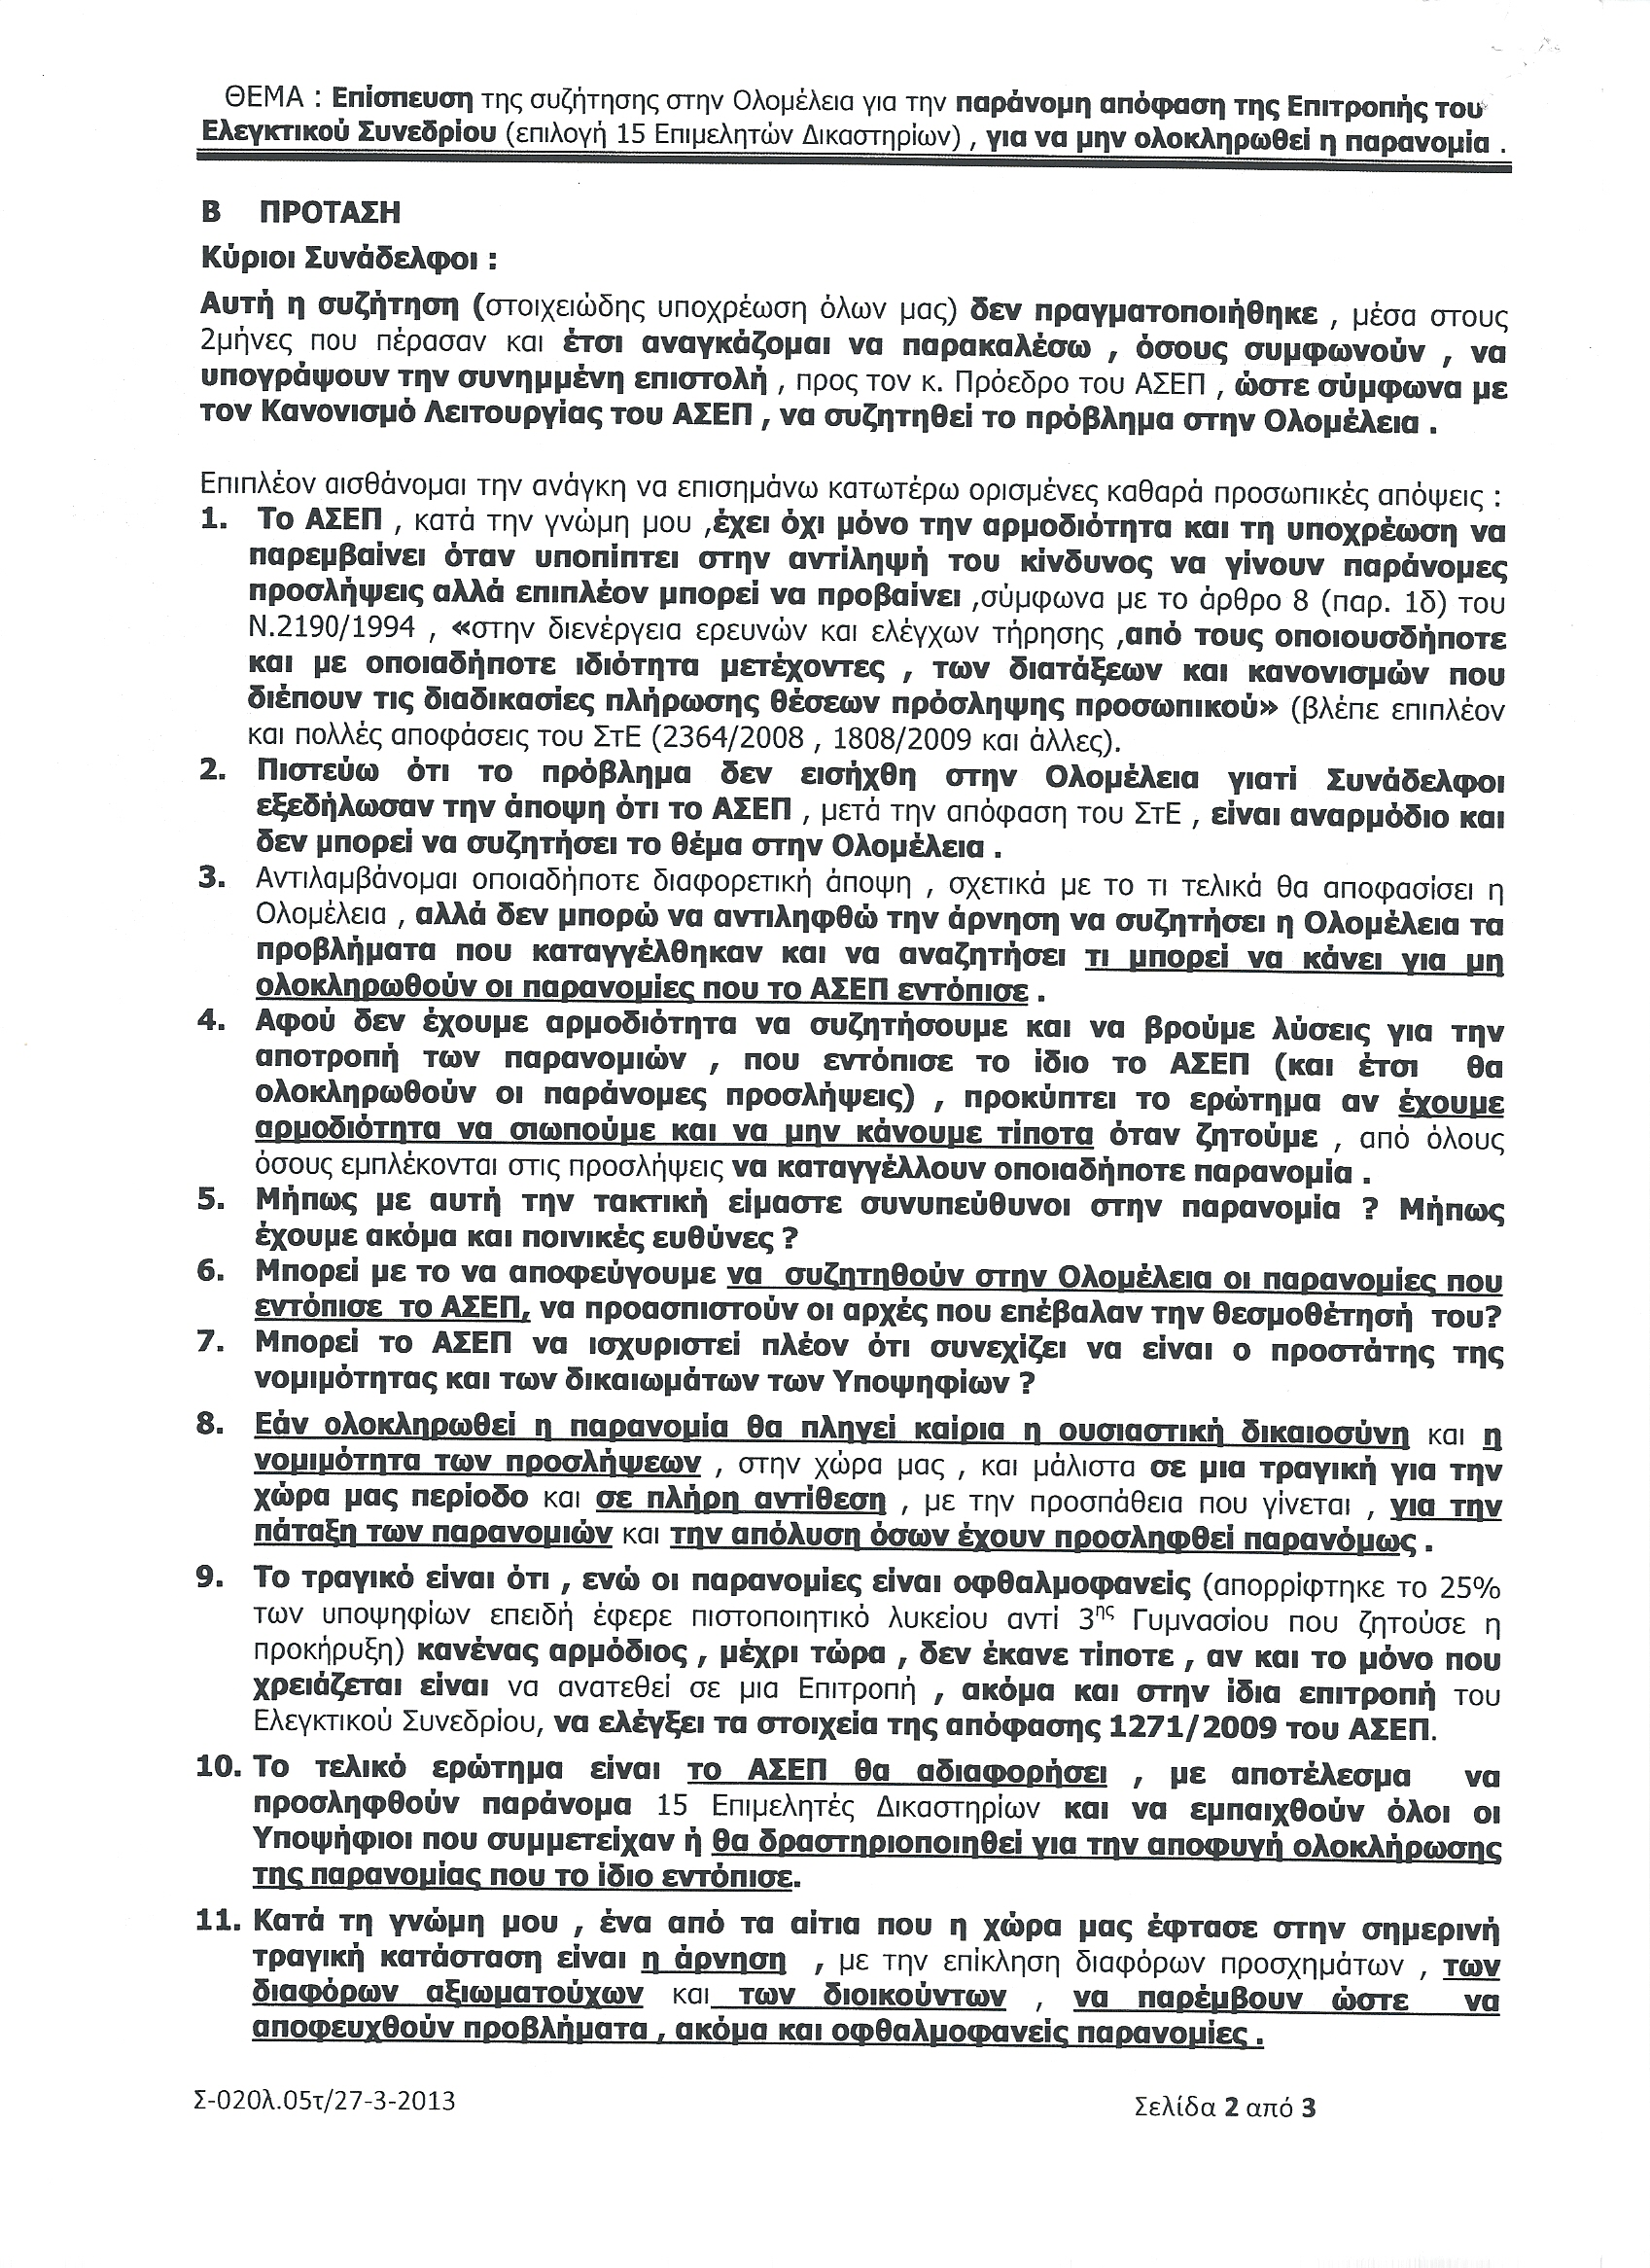 ΘΕΜΑ : Επίσπευση της συζήτησης στην Ολομέλεια για την παράνομη απόφαση της Επιτροπής του
Ελεγκτικού Συνεδρίου (επιλογή 15 Επιμελητών Δικαστηρίων) , για να μην ολοκληρωθεί η παρανομία .
Β ΠΡΟΤΑΣΗ
Κύριοι Συνάδελφοι :
Αυτή η συζήτηση (στοιχειώδης υποχρέωση όλων μας) δεν πραγματοποιήθηκε , μέσα στους
2μήνες που πέρασαν και έτσι αναγκάζομαι να παρακαλέσω , όσους συμφωνούν , να
υπογράψουν την συνημμένη επιστολή , προς τον κ. Πρόεδρο του ΑΣΕΠ , ώστε σύμφωνα με
τον Κανονισμό Λειτουργίας του ΑΣΕΠ , να συζητηθεί το πρόβλημα στην Ολομέλεια .
Επιπλέον αισθάνομαι την ανάγκη να επισημάνω κατωτέρω ορισμένες καθαρά προσωπικές απόψεις :
1. Το ΑΣΕΠ , κατά την γνώμη μου ,έχει όχι μόνο την αρμοδιότητα και τη υποχρέωση να
παρεμβαίνει όταν υποπίπτει στην αντίληψή του κίνδυνος να γίνουν παράνομες
προσλήψεις αλλά επιπλέον μπορεί να προβαίνει ,σύμφωνα με το άρθρο 8 (παρ. 1δ) του
Ν.2190/1994 , «στην διενέργεια ερευνών και ελέγχων τήρησης ,από τους οποιουσδήποτε
και με οποιαδήποτε ιδιότητα μετέχοντες , των διατάξεων και κανονισμών που
διέπουν τις διαδικασίες πλήρωσης θέσεων πρόσληψης προσωπικού» (βλέπε επιπλέον
και πολλές αποφάσεις του ΣτΕ (2364/2008 , 1808/2009 και άλλες).
2. Πιστεύω ότι το πρόβλημα δεν εισήχθη στην Ολομέλεια γιατί Συνάδελφοι
εξεδήλωσαν την άποψη ότι το ΑΣΕΠ , μετά την απόφαση του ΣτΕ , είναι αναρμόδιο και
δεν μπορεί να συζητήσει το θέμα στην Ολομέλεια .
3. Αντιλαμβάνομαι οποιαδήποτε διαφορετική άποψη , σχετικά με το τι τελικά θα αποφασίσει η
Ολομέλεια , αλλά δεν μπορώ να αντιληφθώ την άρνηση να συζητήσει η Ολομέλεια τα
προβλήματα που καταγγέλθηκαν και να αναζητήσει τι μπορεί να κάνει για μη
ολοκληρωθούν οι παρανομίες που το ΑΣΕΠ εντόπισε .
4. Αφού δεν έχουμε αρμοδιότητα να συζητήσουμε και να βρούμε λύσεις για την
αποτροπή των παρανομιών , που εντόπισε το ίδιο το ΑΣΕΠ (και έτσι θα
ολοκληρωθούν οι παράνομες προσλήψεις) , προκύπτει το ερώτημα αν έχουμε
αρμοδιότητα να σιωπούμε και να μην κάνουμε τίποτα όταν ζητούμε , από όλους
όσους εμπλέκονται στις προσλήψεις να καταγγέλλουν οποιαδήποτε παρανομία .
5. Μήπως με αυτή την τακτική είμαστε συνυπεύθυνοι στην παρανομία ? Μήπως
έχουμε ακόμα και ποινικές ευθύνες ?
6. Μπορεί με το να αποφεύγουμε να συζητηθούν στην Ολομέλεια οι παρανομίες που
εντόπισε το ΑΣΕΠ, να προασπιστούν οι αρχές που επέβαλαν την θεσμοθέτησή του?
7. Μπορεί το ΑΣΕΠ να ισχυριστεί πλέον ότι συνεχίζει να είναι ο προστάτης της
νομιμότητας και των δικαιωμάτων των Υποψηφίων ?
8. Εάν ολοκληρωθεί η παρανομία θα πληγεί καίρια η ουσιαστική δικαιοσύνη και η
νομιμότητα των προσλήψεων , στην χώρα μας , και μάλιστα σε μια τραγική για την
χώρα μας περίοδο και σε πλήρη αντίθεση , με την προσπάθεια που γίνεται , για την
πάταξη των παρανομιών και την απόλυση όσων έχουν προσληφθεί παρανόμως .
9. Το τραγικό είναι ότι , ενώ οι παρανομίες είναι οφθαλμοφανείς (απορρίφτηκε το 25%
των υποψηφίων επειδή έφερε πιστοποιητικό λυκείου αντί 3ης Γυμνασίου που ζητούσε η
προκήρυξη) κανένας αρμόδιος , μέχρι τώρα , δεν έκανε τίποτε , αν και το μόνο που
χρειάζεται είναι να ανατεθεί σε μια Επιτροπή , ακόμα και στην ίδια επιτροπή του
Ελεγκτικού Συνεδρίου, να ελέγξει τα στοιχεία της απόφασης 1271/2009 του ΑΣΕΠ.
10. Το τελικό ερώτημα είναι το ΑΣΕΠ θα αδιαφορήσει , με αποτέλεσμα να
προσληφθούν παράνομα 15 Επιμελητές Δικαστηρίων και να εμπαιχθούν όλοι οι
Υποψήφιοι που συμμετείχαν ή θα δραστηριοποιηθεί για την αποφυγή ολοκλήρωσης
της παρανομίας που το ίδιο εντόπισε.
11. Κατά τη γνώμη μου , ένα από τα αίτια που η χώρα μας έφτασε στην σημερινή
τραγική κατάσταση είναι η άρνηση , με την επίκληση διαφόρων προσχημάτων , των
διαφόρων αξιωματούχων και των διοικούντων , να παρέμβουν ώστε να
αποφευχθούν προβλήματα , ακόμα και οφθαλμοφανείς παρανομίες .
Σ-020λ.05τ/27-3-2013 Σελίδα 2 από 3